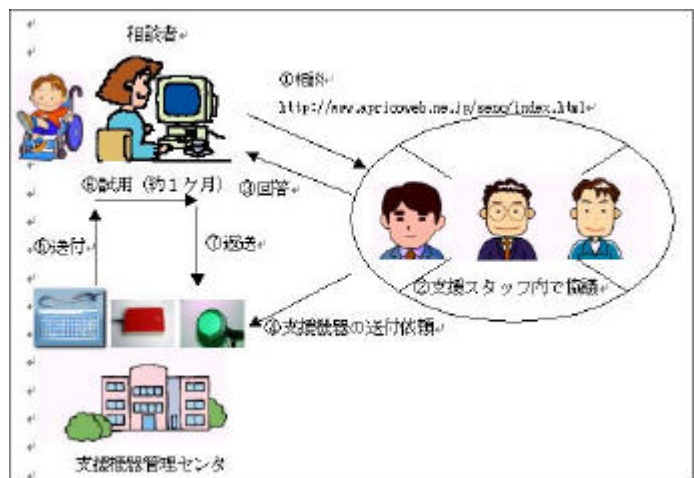 相談者
①相談
http://www.apricoweb.ne.jp/senq/index.html
⑥試用（約１ケ月）
③回答
⑤送付
⑦返送
②支援スタッフ内で協議
④支援機器の送付依頼
支援機器管理センタ